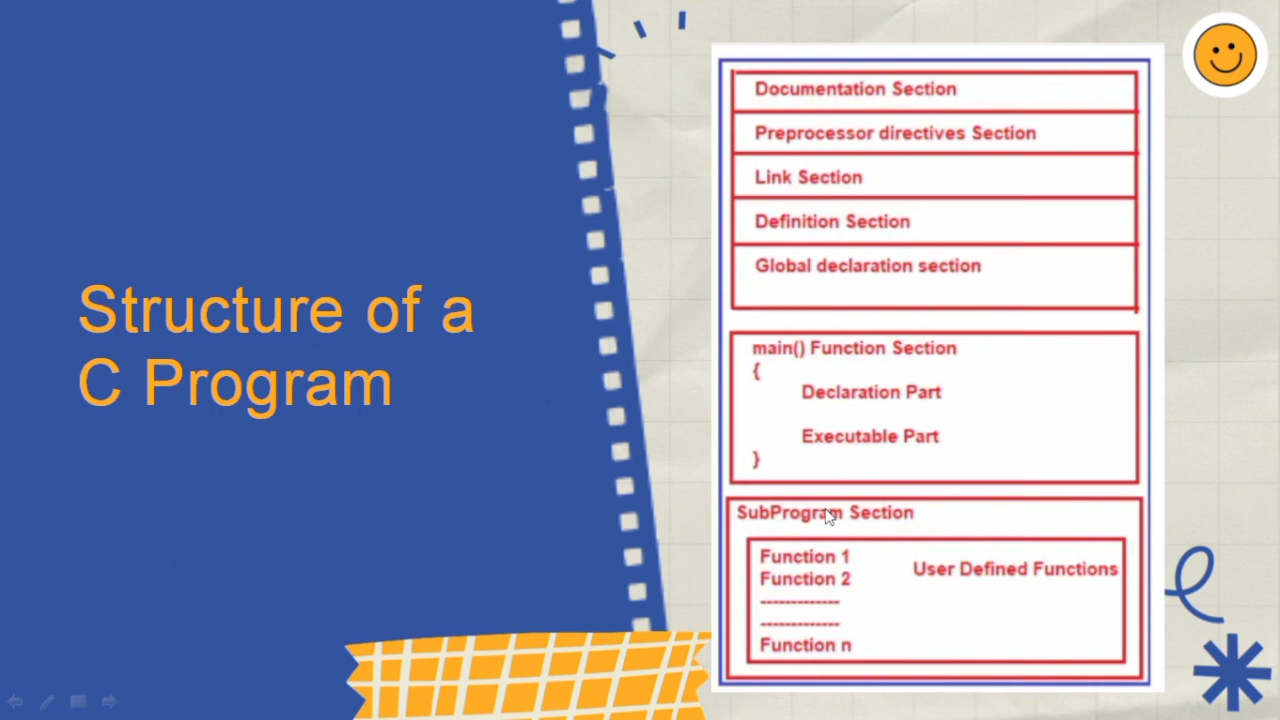 Structure of a
C Program
Documentation Section
Preprocessor directives Section
Link Section
Definition Section
Global declaration section
main() Function Section
{
Declaration Part
Executable Part
}
SubProgram Section
Function 1
Function 2
User Defined Functions
-------------
-------------
Function n